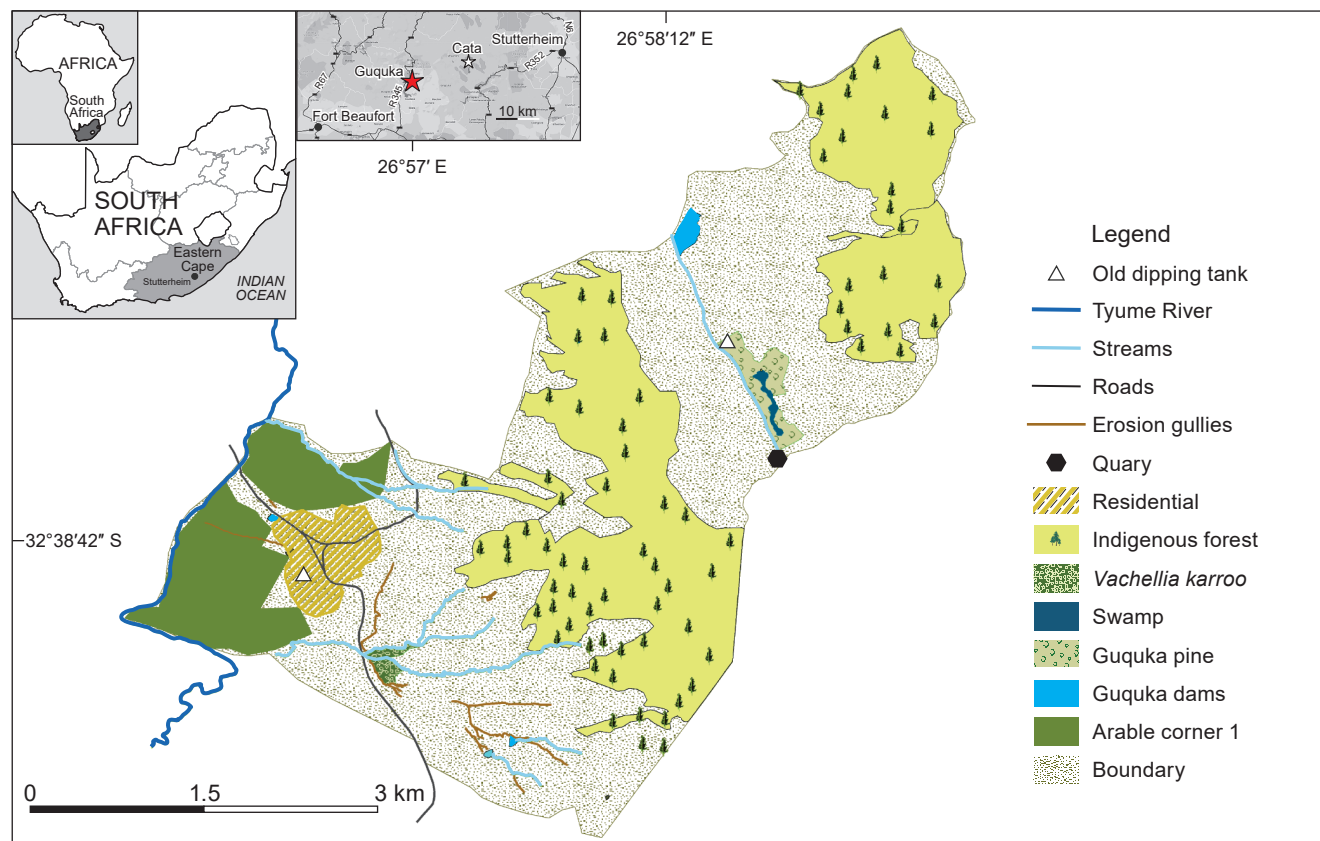 AFRICA
South
Africa
SOUTH
AFRICA
Eastern
Cape
Stutterheim
INDIAN
OCEAN
N6
Stutterheim
Cata
R352
Guquka
R67
R345
Fort Beaufort
10 km
26°57′ E
26°58′12″ E
32°38′42″ S
0 1.5 3 km
Legend
Old dipping tank
Tyume River
Streams
Roads
Erosion gullies
Quary
Residential
Indigenous forest
Vachellia karroo
Swamp
Guquka pine
Guquka dams
Arable corner 1
Boundary